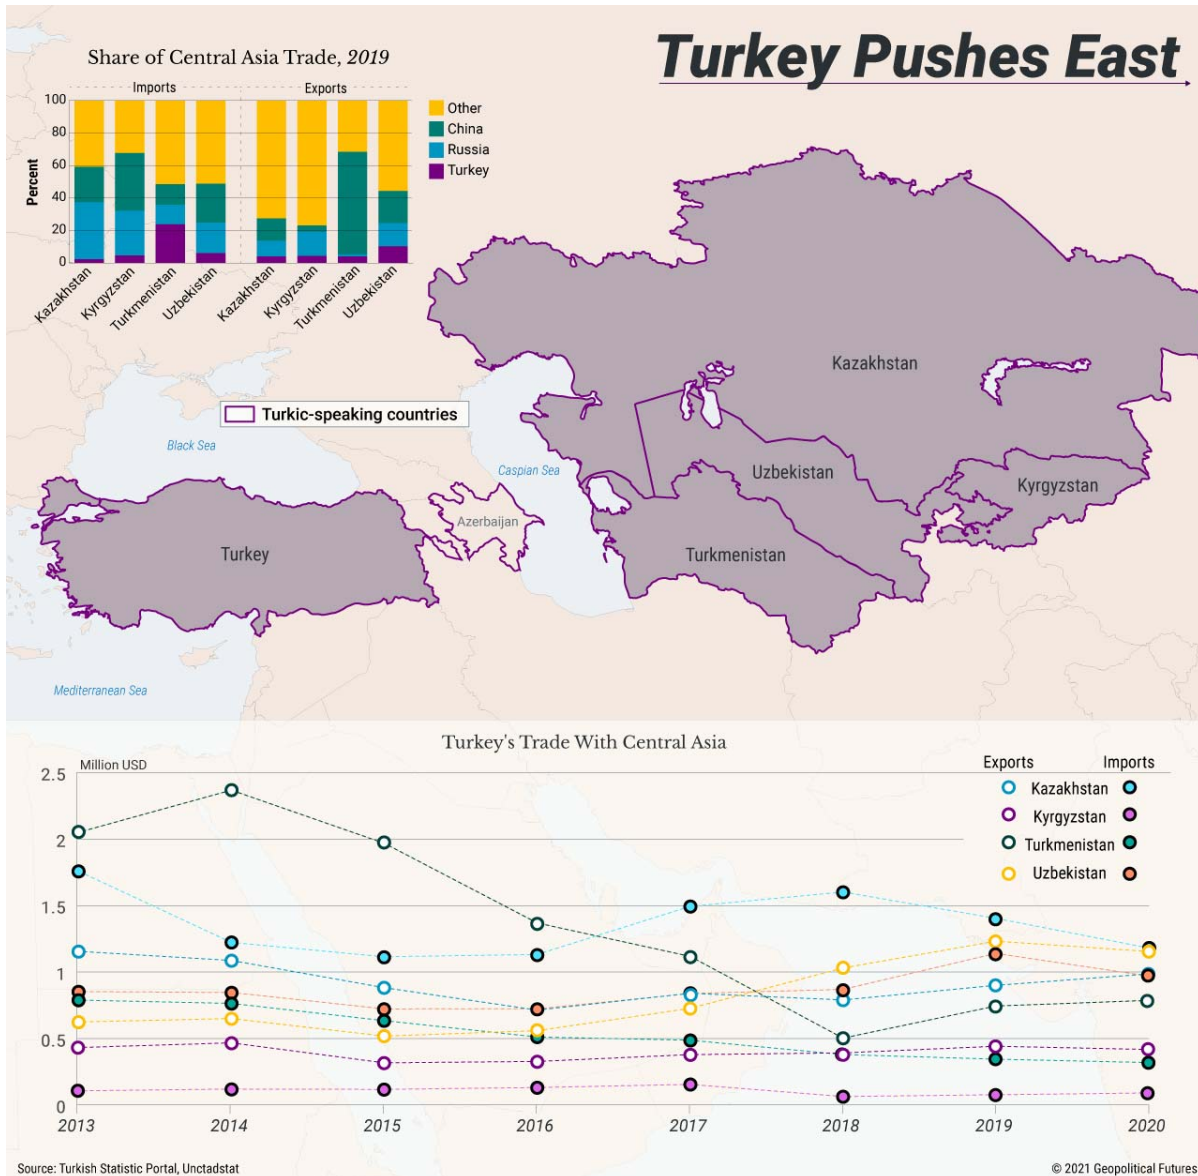 Turkey Pushes East
Share of Central Asia Trade, 2019
Imports
Exports
Percent
100
80
60
40
20
0
Kazakhstan
Kyrgyzstan
Turkmenistan
Uzbekistan
Kazakhstan
Kyrgyzstan
Turkmenistan
Uzbekistan
Other
China
Russia
Turkey
Turkic-speaking countries
Black Sea
Caspian Sea
Mediterranean Sea
Turkey
Azerbaijan
Kazakhstan
Uzbekistan
Kyrgyzstan
Turkmenistan
Turkey's Trade With Central Asia
Million USD
Exports Imports
Kazakhstan
Kyrgyzstan
Turkmenistan
Uzbekistan
2.5
2
1.5
1
0.5
0
2013 2014 2015 2016 2017 2018 2019 2020
Source: Turkish Statistic Portal, Unctadstat
© 2021 Geopolitical Futures